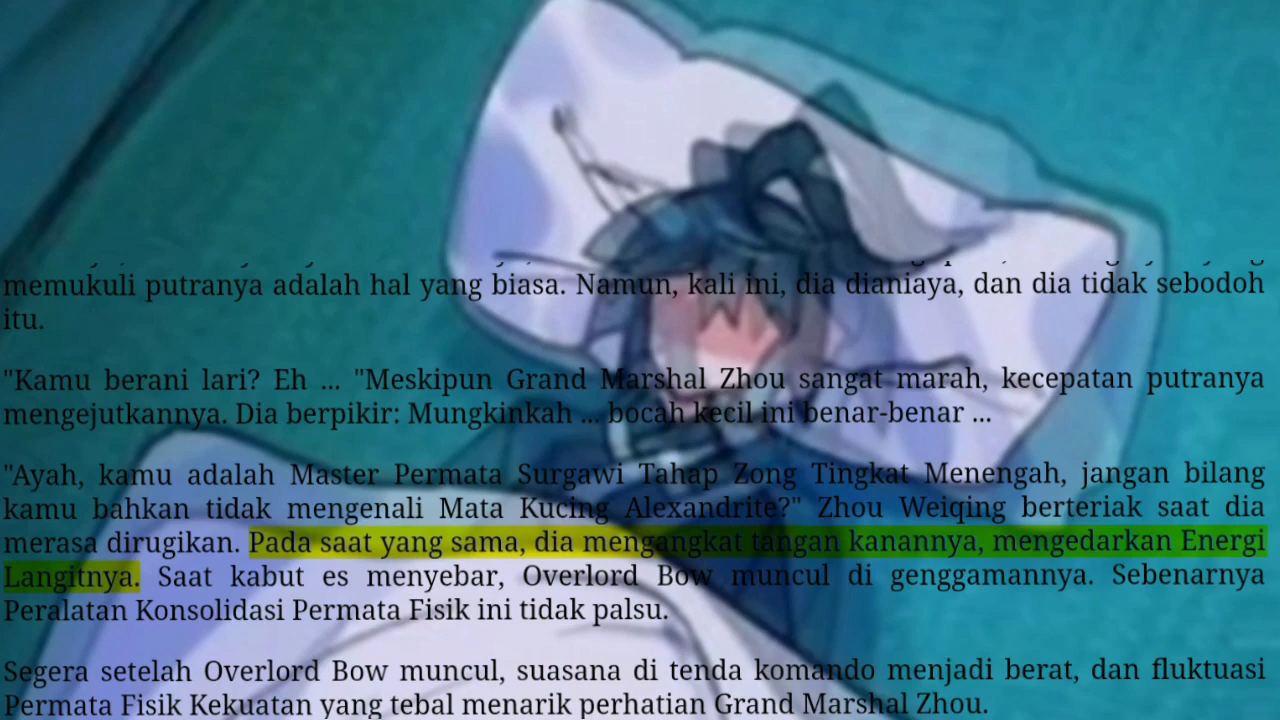 memukuli putranya adalah hal yang biasa. Namun, kali ini, dia dianiaya, dan dia tidak sebodoh
itu.
"Kamu berani lari? Eh ... "Meskipun Grand Marshal Zhou sangat marah, kecepatan putranya
mengejutkannya. Dia berpikir: Mungkinkah ... bocah kecil ini benar-benar ...
"Ayah, kamu adalah Master Permata Surgawi Tahap Zong Tingkat Menengah, jangan bilang
kamu bahkan tidak mengenali Mata Kucing Alexandrite?" Zhou Weiqing berteriak saat dia
merasa dirugikan. Pada saat yang sama, dia mengangkat tangan kanannya, mengedarkan Energi
Langitnya. Saat kabut es menyebar, Overlord Bow muncul di genggamannya. Sebenarnya
Peralatan Konsolidasi Permata Fisik ini tidak palsu.
Segera setelah Overlord Bow muncul, suasana di tenda komando menjadi berat, dan fluktuasi
Permata Fisik Kekuatan yang tebal menarik perhatian Grand Marshal Zhou.